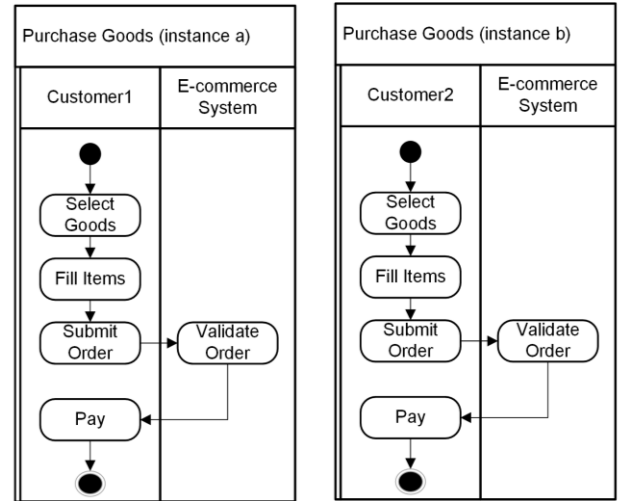 Purchase Goods (instance a)
Customer1
E-commerce
System
Select
Goods
Fill Items
Submit
Order
Validate
Order
Pay
Purchase Goods (instance b)
Customer2
E-commerce
System
Select
Goods
Fill Items
Submit
Order
Validate
Order
Pay